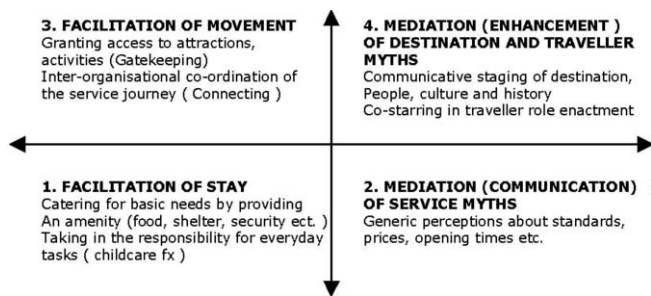 3. FACILITATION OF MOVEMENT
Granting access to attractions,
activities (Gatekeeping)
Inter-organisational co-ordination of
the service journey ( Connecting )
4. MEDIATION (ENHANCEMENT )
OF DESTINATION AND TRAVELLER
MYTHS
Communicative staging of destination,
People, culture and history
Co-starring in traveller role enactment
1. FACILITATION OF STAY
Catering for basic needs by providing
An amenity (food, shelter, security ect. )
Taking in the responsibility for everyday
tasks ( childcare fx )
2. MEDIATION (COMMUNICATION)
OF SERVICE MYTHS
Generic perceptions about standards,
prices, opening times etc.